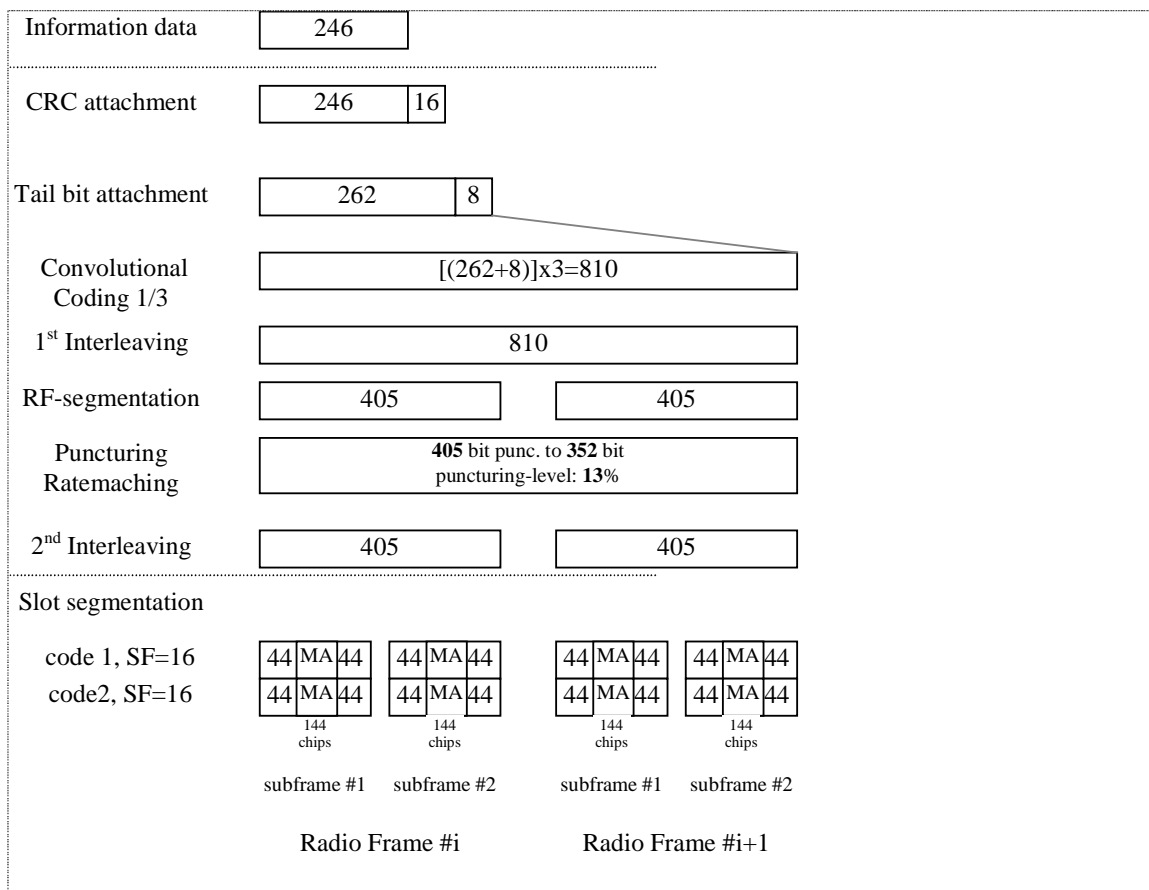 Information data 246
CRC attachment 246 16
Tail bit attachment 262 8
Convolutional
Coding 1/3
[(262+8)]x3=810
1st Interleaving 810
RF-segmentation 405 405
Puncturing
Ratemaching
405 bit punc. to 352 bit
puncturing-level: 13%
2nd Interleaving 405 405
Slot segmentation
code 1, SF=16 44 MA 44 44 MA 44 44 MA 44 44 MA 44
code2, SF=16 44 MA 44 44 MA 44 44 MA 44 44 MA 44
144 144 144 144
chips chips chips chips
subframe #1 subframe #2 subframe #1 subframe #2
Radio Frame #i Radio Frame #i+1